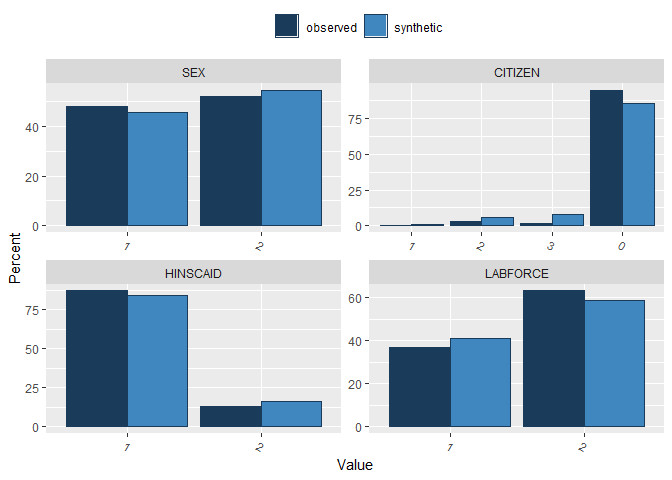 observed synthetic
SEX
CITIZEN
40
20
0
1 2
75
50
25
0
1 2 3 0
HINSCAID
LABFORCE
75
50
25
0
1 2
60
40
20
0
1 2
Percent
Value